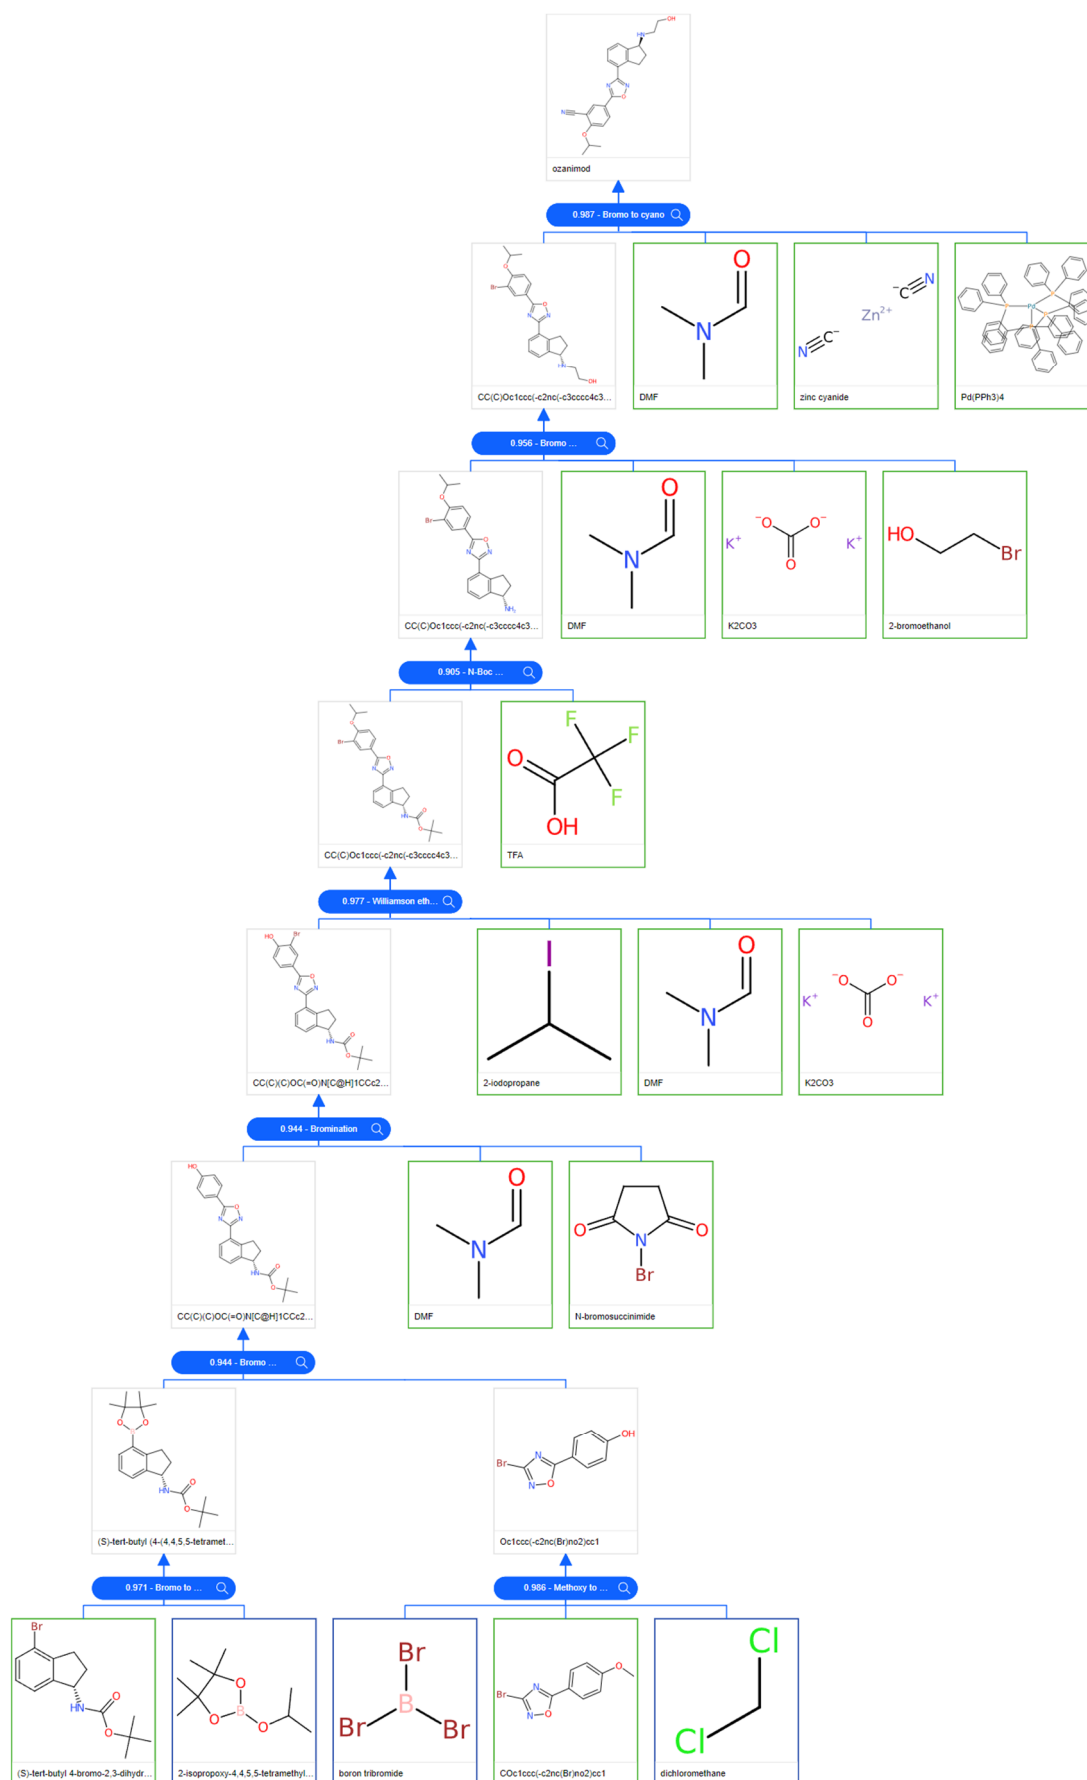 ozanimod
0.987 - Bromo to cyano
CC(C)Oc1ccc(-c2nc(-c3cccc4c3...
DMF
zinc cyanide
Pd(PPh3)4
0.956 - Bromo ...
CC(C)Oc1ccc(-c2nc(-c3cccc4c3...
DMF
K2CO3
2-bromoethanol
0.905 - N-Boc ...
CC(C)Oc1ccc(-c2nc(-c3cccc4c3...
TFA
0.977 - Williamson eth...
CC(C)(C)OC(=O)N[C@H]1CCc2...
2-iodopropane
DMF
K2CO3
0.944 - Bromination
CC(C)(C)OC(=O)N[C@H]1CCc2...
DMF
N-bromosuccinimide
0.944 - Bromo ...
(S)-tert-butyl (4-(4,4,5,5-tetramet...
Oc1ccc(-c2nc(Br)no2)cc1
0.971 - Bromo to ...
0.986 - Methoxy to ...
(S)-tert-butyl 4-bromo-2,3-dihydr...
2-isopropoxy-4,4,5,5-tetramethyl...
boron tribromide
COc1ccc(-c2nc(Br)no2)cc1
dichloromethane